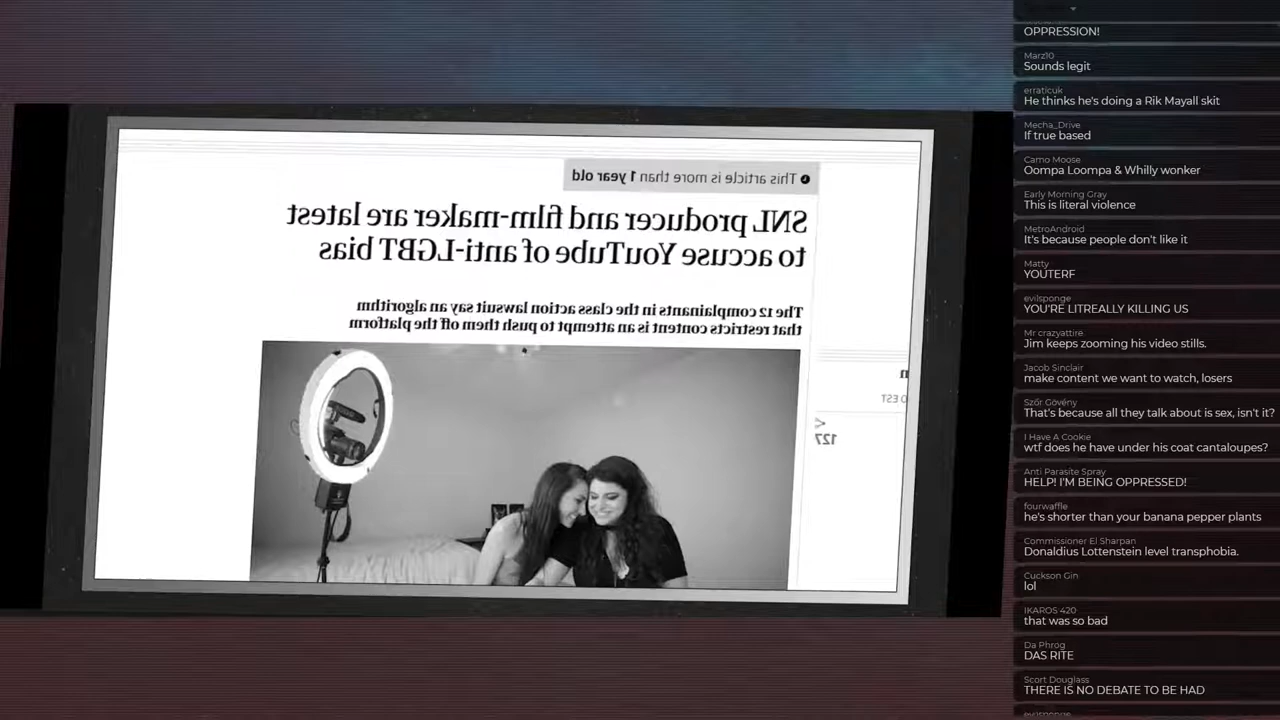 This article is more than 1 year old
SNL producer and film-maker are latest
to accuse YouTube of anti-LGBT bias
The 12 complainants in the class action lawsuit say an algorithm
that restricts content is an attempt to push them off the platform
n
O EST
127
OPPRESSION!
Marz10
Sounds legit
erraticuk
He thinks he's doing a Rik Mayall skit
Mecha_Drive
If true based
Camo Moose
Oompa Loompa & Whilly wonker
Early Morning Gray
This is literal violence
MetroAndroid
It's because people don't like it
Matty
YOUTERF
evilsponge
YOU'RE LITREALLY KILLING US
Mr crazyattire
Jim keeps zooming his video stills.
Jacob Sinclair
make content we want to watch, losers
Szőr Gövény
That's because all they talk about is sex, isn't it?
I Have A Cookie
wtf does he have under his coat cantaloupes?
Anti Parasite Spray
HELP! I'M BEING OPPRESSED!
fourwaffle
he's shorter than your banana pepper plants
Commissioner El Sharpan
Donaldius Lottenstein level transphobia.
Cuckson Gin
lol
IKAROS 420
that was so bad
Da Phrog
DAS RITE
Scort Douglass
THERE IS NO DEBATE TO BE HAD
evilsponge